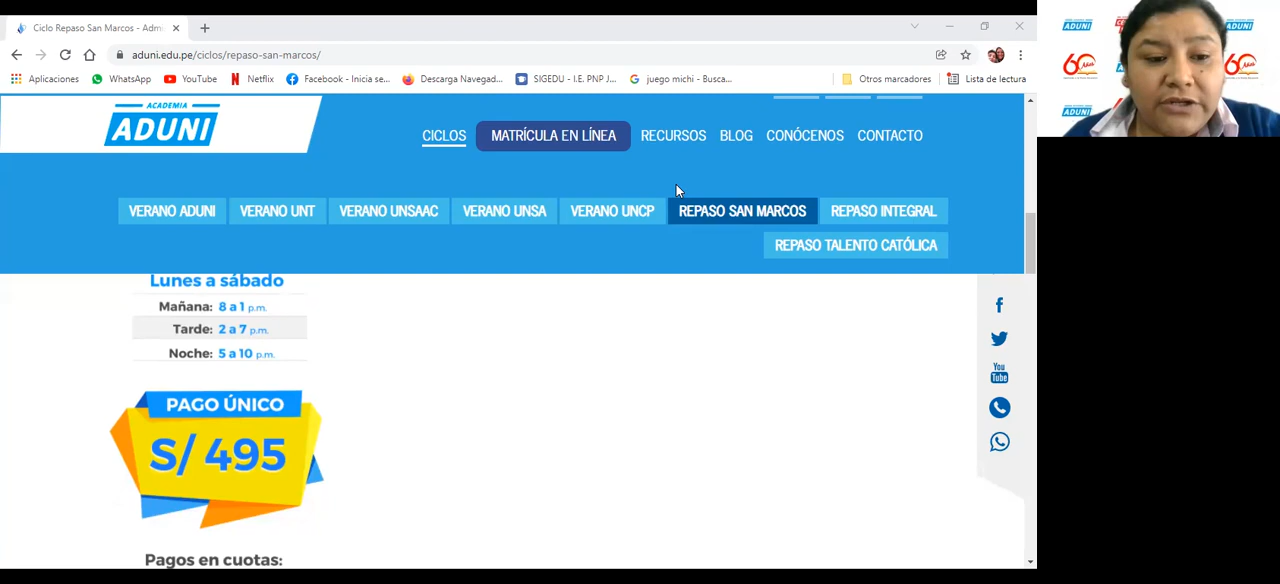 Ciclo Repaso San Marcos - Admi
aduni.edu.pe/ciclos/repaso-san-marcos/
Aplicaciones WhatsApp YouTube Netflix Facebook - Inicia se... Descarga Navegad... SIGEDU - I.E. PNP J... juego michi - Busca... Otros marcadores Lista de lectura
ACADEMIA
ADUNI
CICLOS MATRÍCULA EN LÍNEA RECURSOS BLOG CONÓCENOS CONTACTO
VERANO ADUNI VERANO UNT VERANO UNSAAC VERANO UNSA VERANO UNCP REPASO SAN MARCOS REPASO INTEGRAL
REPASO TALENTO CATÓLICA
Lunes a sábado
Mañana: 8 a 1 p.m.
Tarde: 2 a 7 p.m.
Noche: 5 a 10 p.m.
PAGO ÚNICO
S/ 495
Pagos en cuotas:
You
Tube
ADUNI
ADUNI
60
60
ADUNI